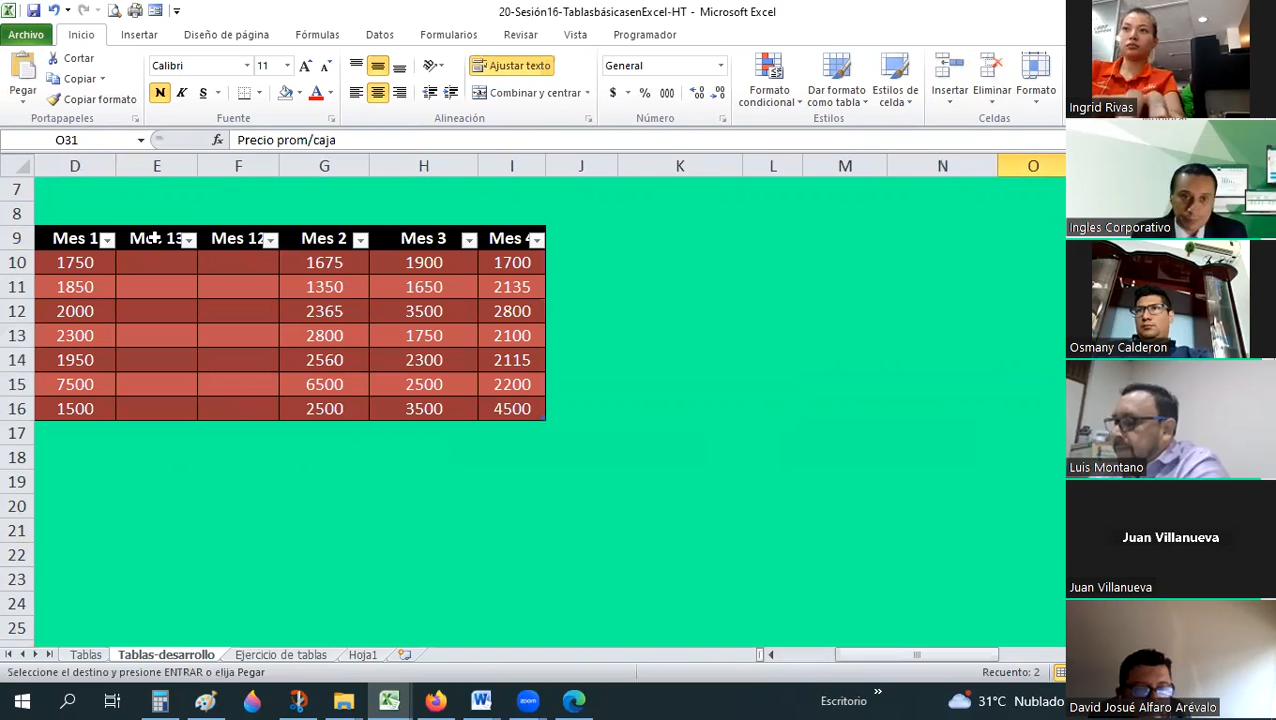 20-Sesión16-TablasbásicasenExcel-HT - Microsoft Excel
Archivo Inicio Insertar Diseño de página Fórmulas Datos Formularios Revisar Vista Programador
Cortar
Copiar
Copiar formato
Pegar
Portapapeles
Calibri 11
N K S A
Fuente
Ajustar texto
Combinar y centrar
Alineación
General
$ % 000
Número
Formato condicional
Dar formato como tabla
Estilos de celda
Estilos
Insertar Eliminar Formato
Celdas
O31 fx Precio prom/caja
D E F G H I J K L M N O
7
8
9 Mes 1 Mes 13 Mes 12 Mes 2 Mes 3 Mes 4
10 1750 1675 1900 1700
11 1850 1350 1650 2135
12 2000 2365 3500 2800
13 2300 2800 1750 2100
14 1950 2560 2300 2115
15 7500 6500 2500 2200
16 1500 2500 3500 4500
17
18
19
20
21
22
23
24
25
Tablas Tablas-desarrollo Ejercicio de tablas Hoja1
Seleccione el destino y presione ENTRAR o elija Pegar
Recuento: 2
Escritorio » 31°C Nublado
Ingrid Rivas
Ingles Corporativo
Osmany Calderon
Luis Montano
Juan Villanueva
Juan Villanueva
David Josué Alfaro Arévalo